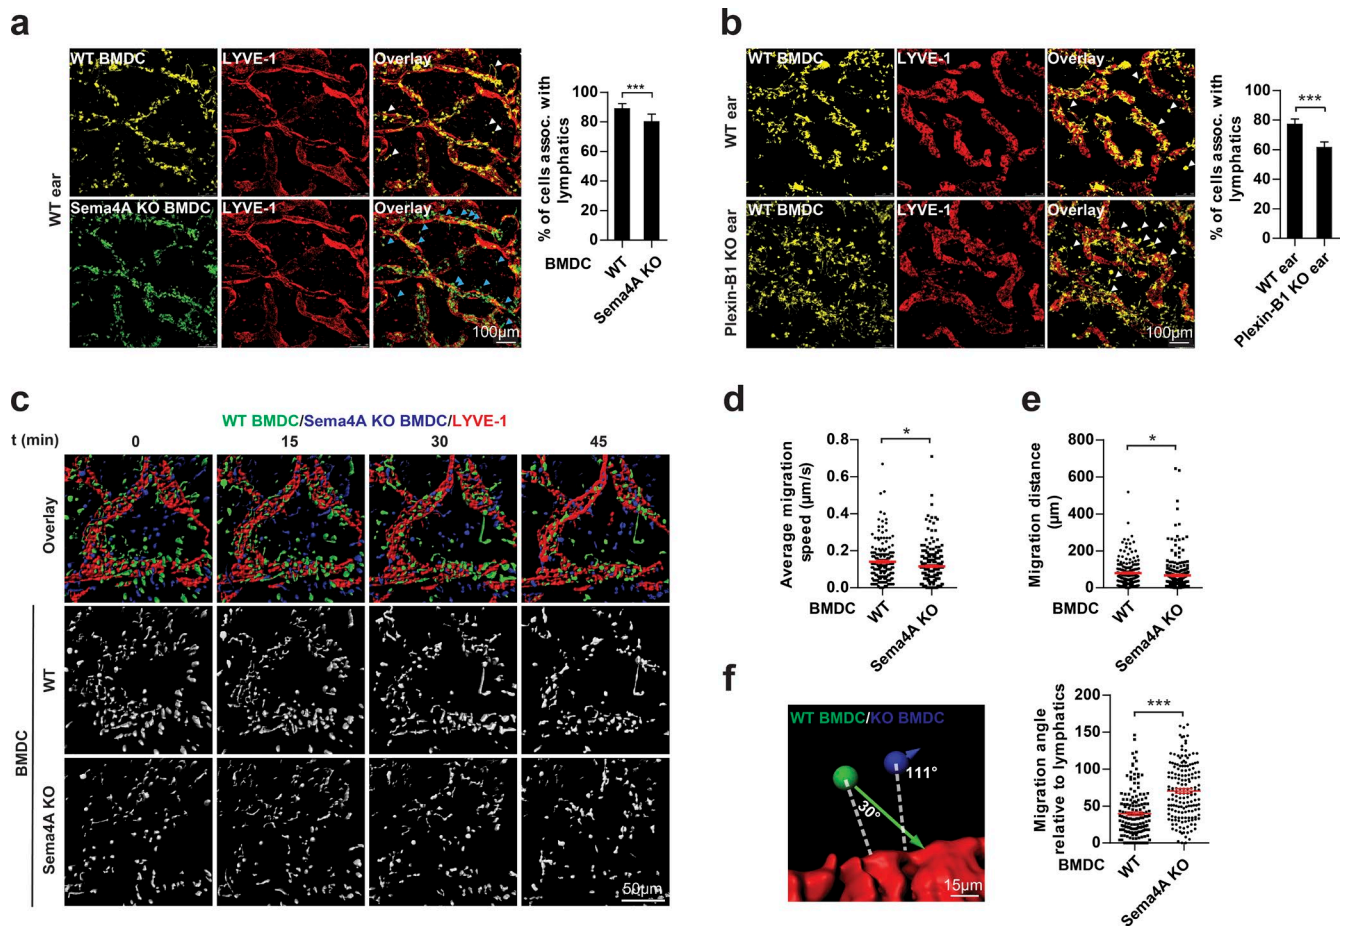 a
WT BMDC
LYVE-1
Overlay
WT ear
Sema4A KO BMDC
LYVE-1
Overlay
100µm
% of cells assoc. with
lymphatics
100
80
60
40
20
0
***
BMDC
WT
Sema4A KO
b
WT BMDC
LYVE-1
Overlay
WT ear
WT BMDC
LYVE-1
Overlay
Plexin-B1 KO ear
100µm
% of cells assoc. with
lymphatics
100
80
60
40
20
0
***
WT ear
Plexin-B1 KO ear
c
WT BMDC/Sema4A KO BMDC/LYVE-1
t (min)
0
15
30
45
Overlay
BMDC
WT
Sema4A KO
50µm
d
Average migration
speed (µm/s)
0.8
0.6
0.4
0.2
0.0
*
BMDC
WT
Sema4A KO
e
Migration distance
(µm)
800
600
400
200
0
*
BMDC
WT
Sema4A KO
f
WT BMDC/KO BMDC
111°
30°
15µm
Migration angle
relative to lymphatics
200
150
100
50
0
***
BMDC
WT
Sema4A KO